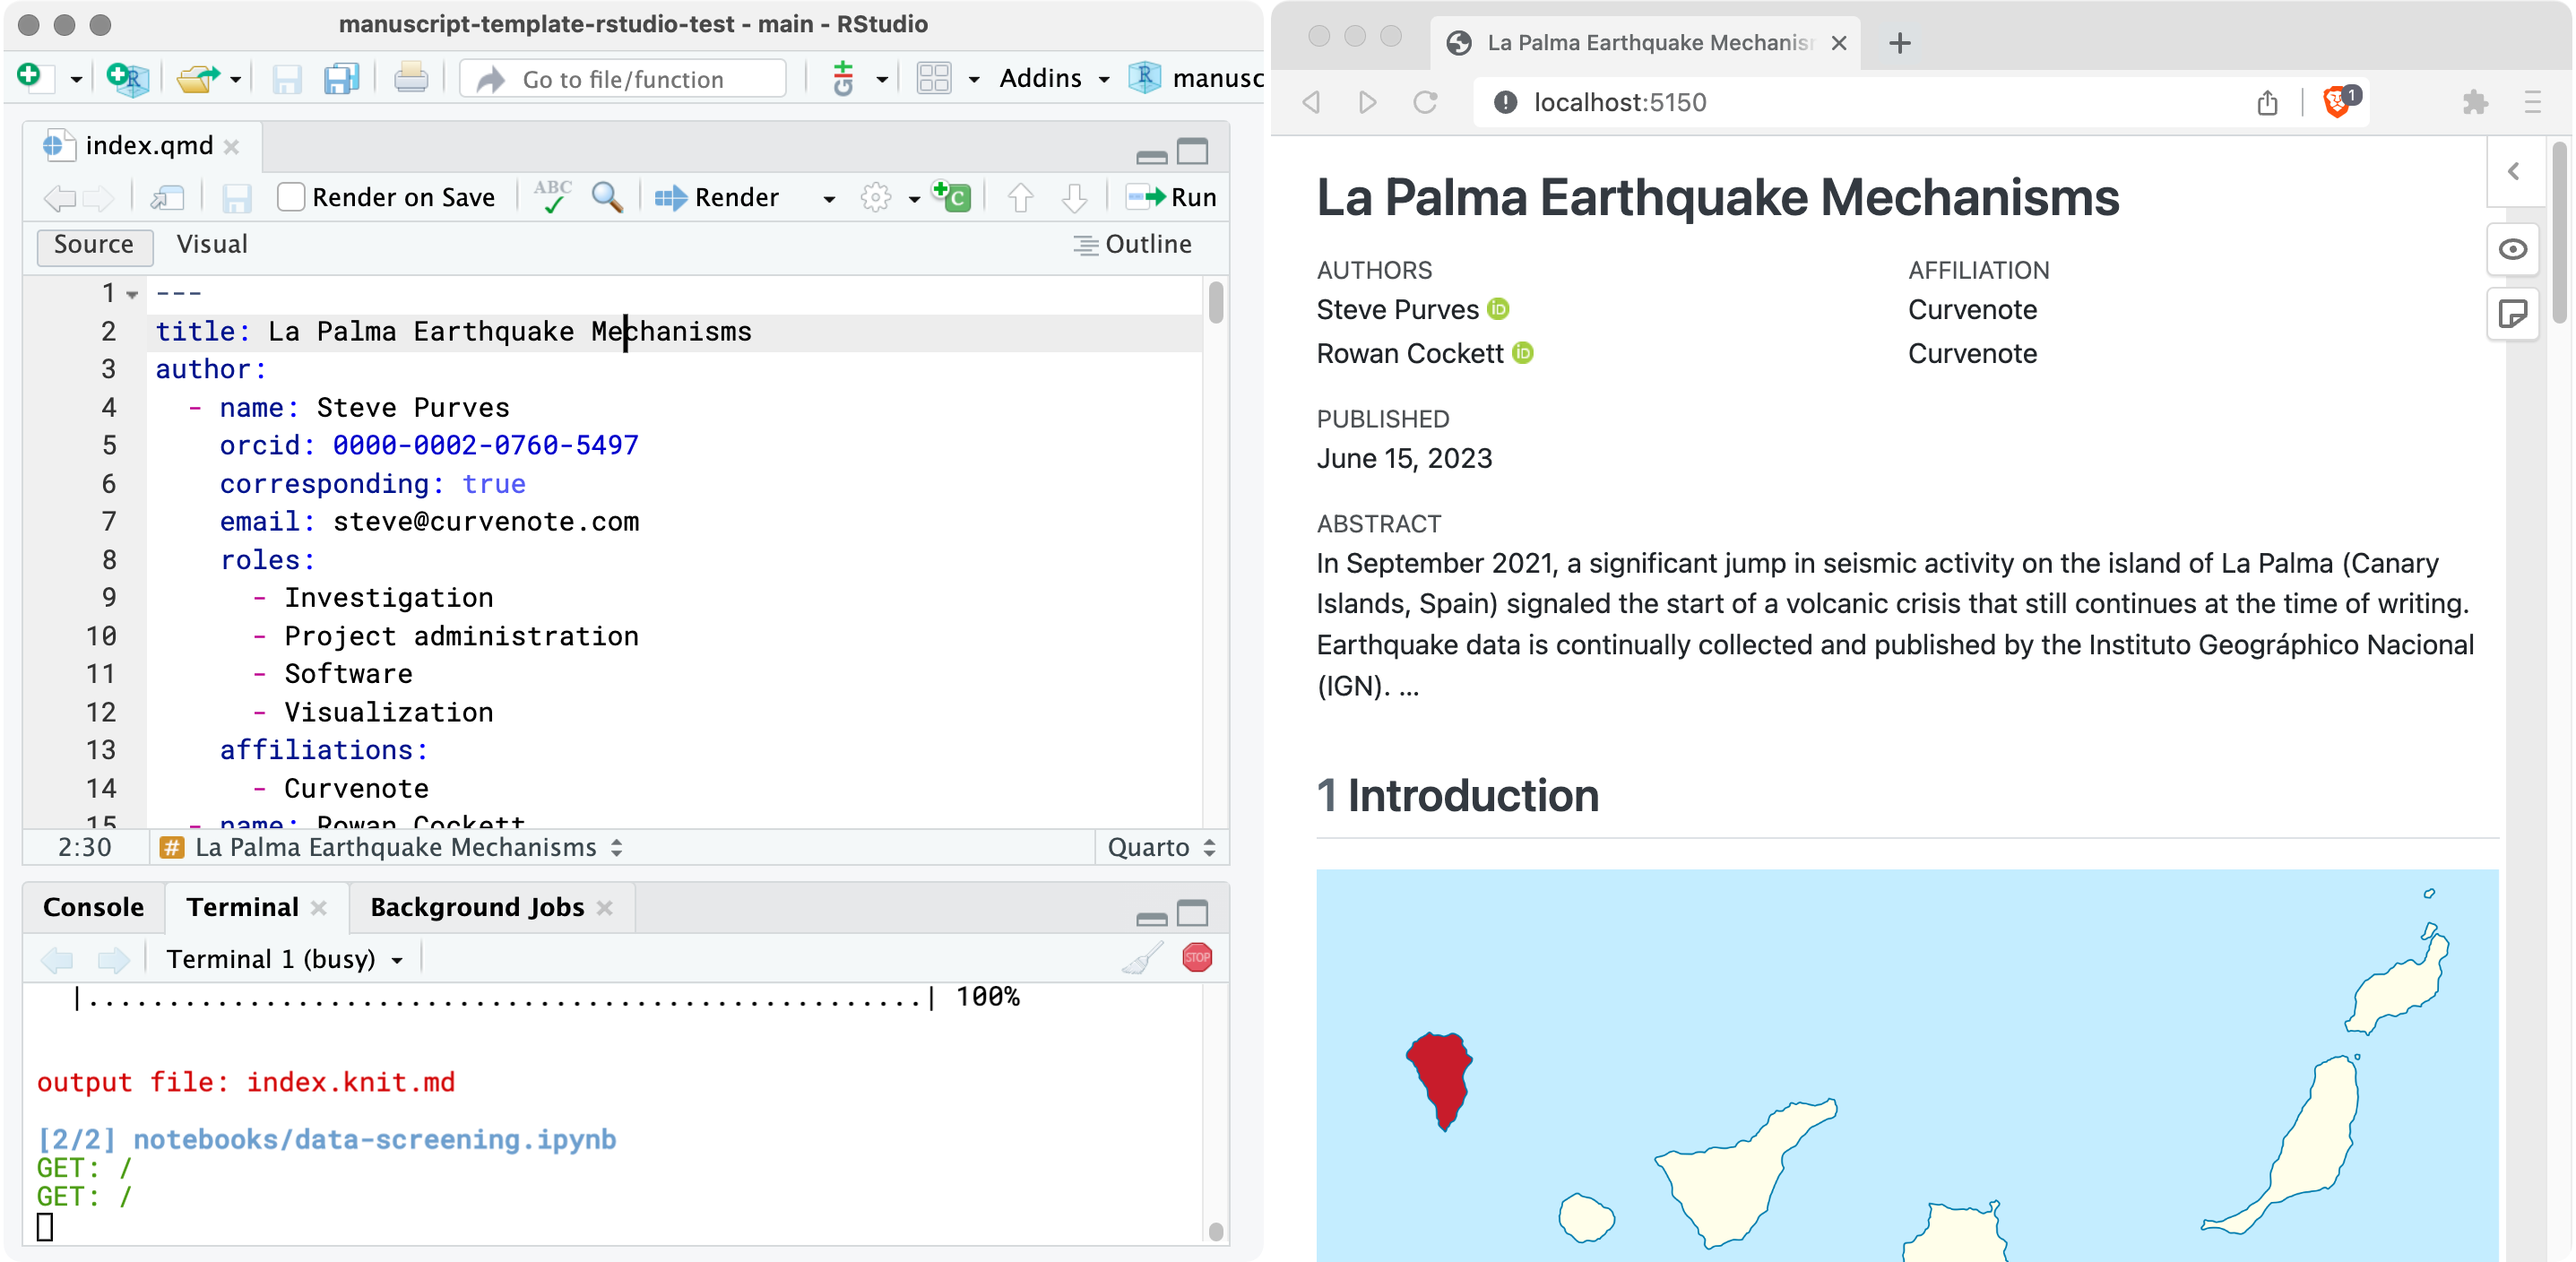 manuscript-template-rstudio-test - main - RStudio
Go to file/function
Addins
manusc
index.qmd
Render on Save
ABC
Render
Run
Source
Visual
Outline
1 ---
2 title: La Palma Earthquake Mechanisms
3 author:
4 - name: Steve Purves
5 orcid: 0000-0002-0760-5497
6 corresponding: true
7 email: steve@curvenote.com
8 roles:
9 - Investigation
10 - Project administration
11 - Software
12 - Visualization
13 affiliations:
14 - Curvenote
15 - name: Rowan Cockett
2:30
# La Palma Earthquake Mechanisms
Quarto
Console
Terminal
Background Jobs
Terminal 1 (busy)
STOP
|....................................................| 100%
output file: index.knit.md
[2/2] notebooks/data-screening.ipynb
GET: /
GET: /
La Palma Earthquake Mechanis
localhost:5150
1
La Palma Earthquake Mechanisms
AUTHORS
AFFILIATION
Steve Purves iD
Curvenote
Rowan Cockett iD
Curvenote
PUBLISHED
June 15, 2023
ABSTRACT
In September 2021, a significant jump in seismic activity on the island of La Palma (Canary
Islands, Spain) signaled the start of a volcanic crisis that still continues at the time of writing.
Earthquake data is continually collected and published by the Instituto Geográphico Nacional
(IGN). ...
1 Introduction